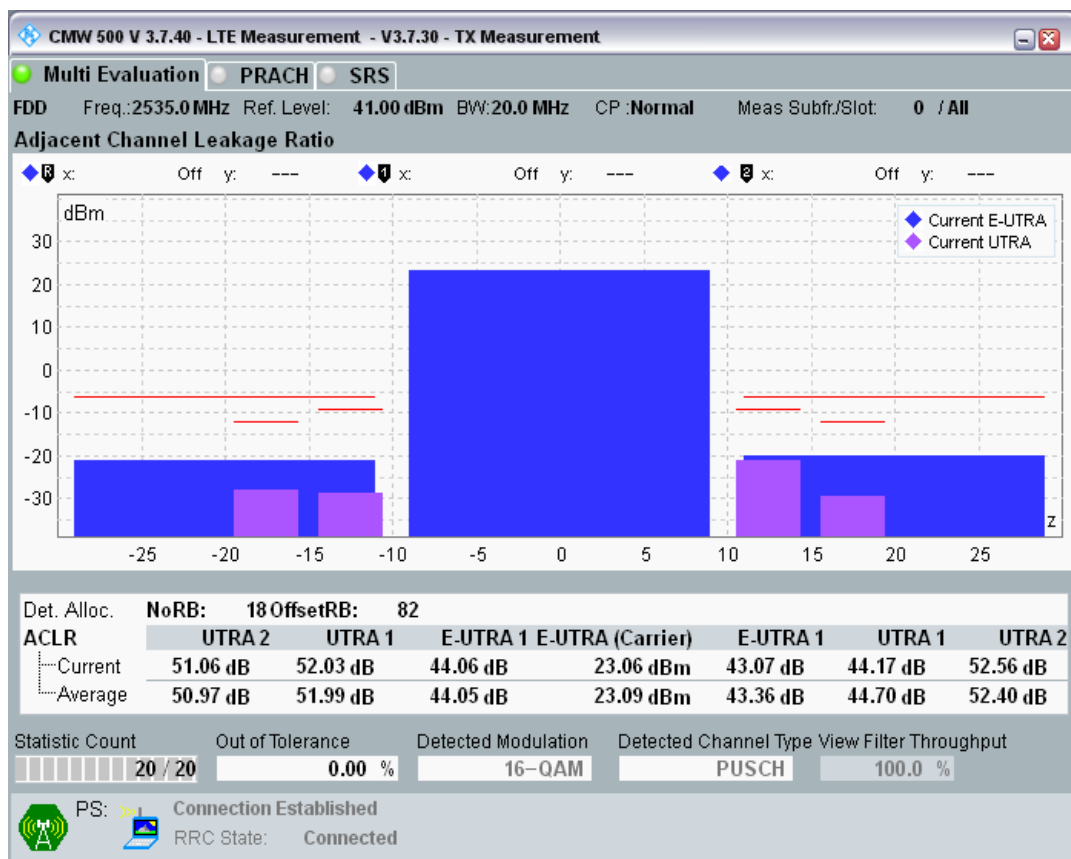 CMW 500 V 3.7.40 - LTE Measurement - V3.7.30 - TX Measurement
Multi Evaluation PRACH SRS
FDD Freq.:2535.0 MHz Ref. Level: 41.00 dBm BW:20.0 MHz CP :Normal Meas Subfr./Slot: 0 / All
Adjacent Channel Leakage Ratio
R x: Off y: --- 1 x: Off y: --- 2 x: Off y: ---
dBm
Current E-UTRA
Current UTRA
30
20
10
0
-10
-20
-30
z
-25 -20 -15 -10 -5 0 5 10 15 20 25
Det. Alloc. NoRB: 18 OffsetRB: 82
ACLR UTRA 2 UTRA 1 E-UTRA 1 E-UTRA (Carrier) E-UTRA 1 UTRA 1 UTRA 2
Current 51.06 dB 52.03 dB 44.06 dB 23.06 dBm 43.07 dB 44.17 dB 52.56 dB
Average 50.97 dB 51.99 dB 44.05 dB 23.09 dBm 43.36 dB 44.70 dB 52.40 dB
Statistic Count Out of Tolerance Detected Modulation Detected Channel Type View Filter Throughput
20 / 20 0.00 % 16-QAM PUSCH 100.0 %
PS: Connection Established
RRC State: Connected